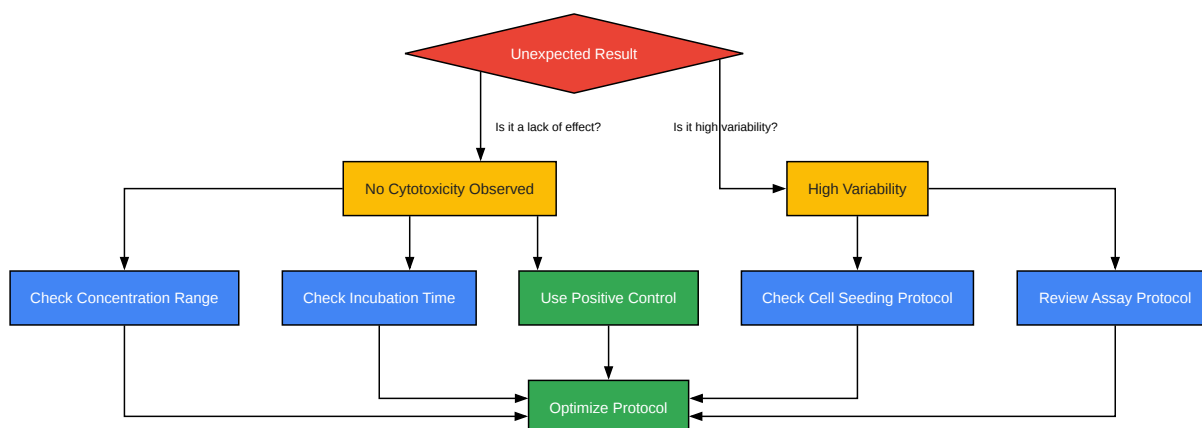 Unexpected Result
Is it a lack of effect?
Is it high variability?
No Cytotoxicity Observed
High Variability
Check Concentration Range
Check Incubation Time
Use Positive Control
Check Cell Seeding Protocol
Review Assay Protocol
Optimize Protocol